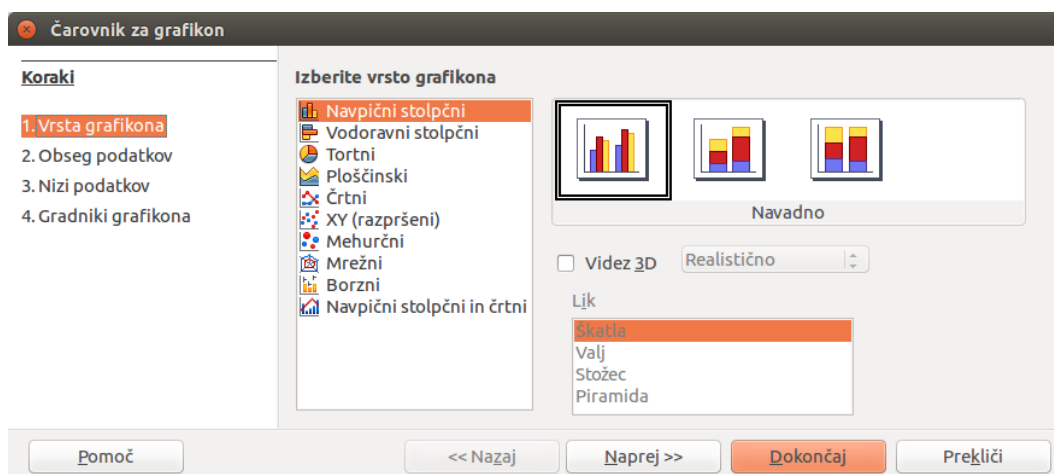 Čarovnik za grafikon
Koraki
1. Vrsta grafikona
2. Obseg podatkov
3. Nizi podatkov
4. Gradniki grafikona
Izberite vrsto grafikona
Navpični stolpčni
Vodoravni stolpčni
Tortni
Ploščinski
Črtni
XY (razpršeni)
Mehurčni
Mrežni
Borzni
Navpični stolpčni in črtni
Navadno
Videz 3D
Realistično
Lik
Škatla
Valj
Stožec
Piramida
Pomoč
<< Nazaj
Naprej >>
Dokončaj
Prekliči